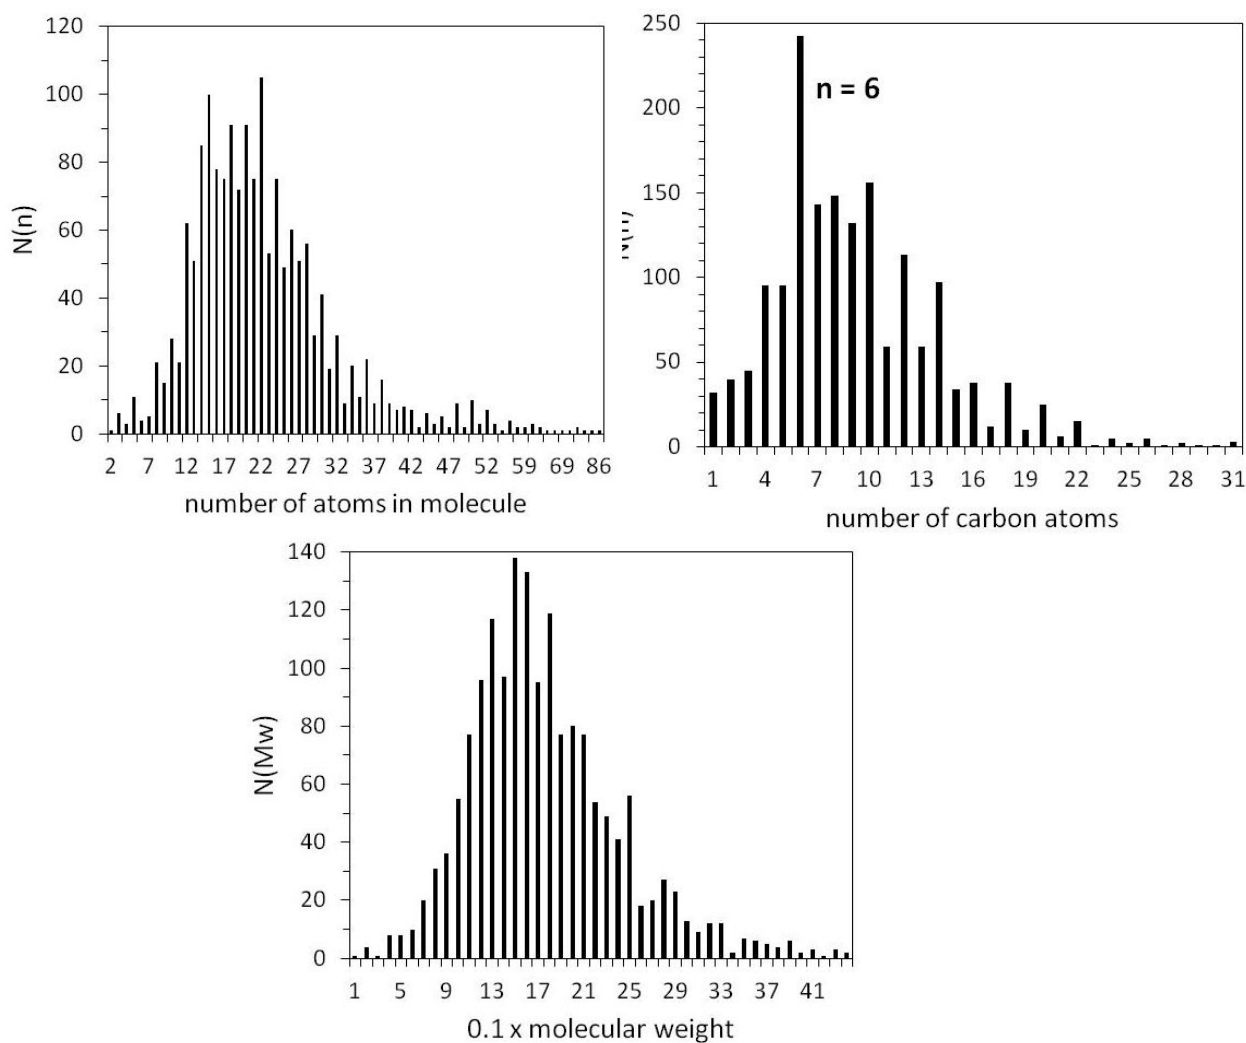 120
100
80
60
40
20
0
N(n)
2 7 12 17 22 27 32 37 42 47 52 59 69 86
number of atoms in molecule
250
200
150
100
50
0
N(n)
n = 6
1 4 7 10 13 16 19 22 25 28 31
number of carbon atoms
140
120
100
80
60
40
20
0
N(Mw)
1 5 9 13 17 21 25 29 33 37 41
0.1 x molecular weight